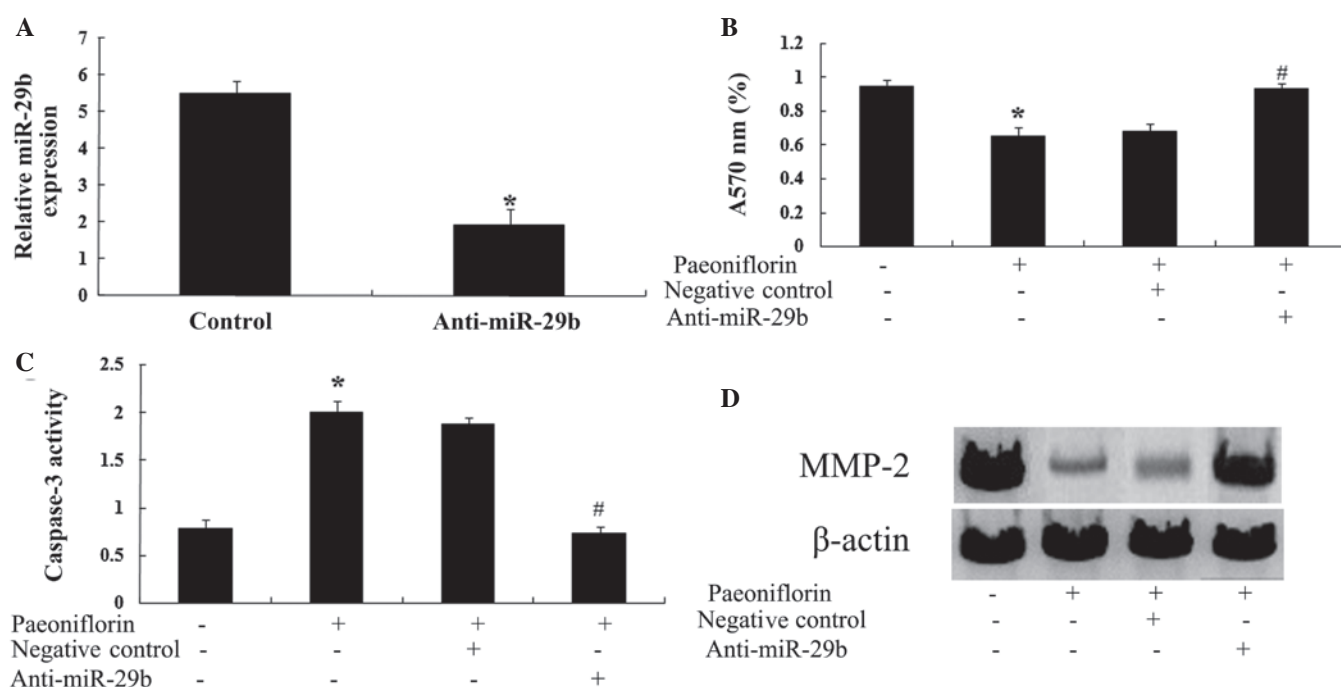 A
Relative miR-29b
expression
7
6
5
4
3
2
1
0
*
Control Anti-miR-29b
B
A570 nm (%)
1.2
1
0.8
0.6
0.4
0.2
0
*
#
Paeoniflorin - + + +
Negative control - - + -
Anti-miR-29b - - - +
C
Caspase-3 activity
2.5
2
1.5
1
0.5
0
*
#
Paeoniflorin - + + +
Negative control - - + -
Anti-miR-29b - - - +
D
MMP-2
β-actin
Paeoniflorin - + + +
Negative control - - + -
Anti-miR-29b - - - +